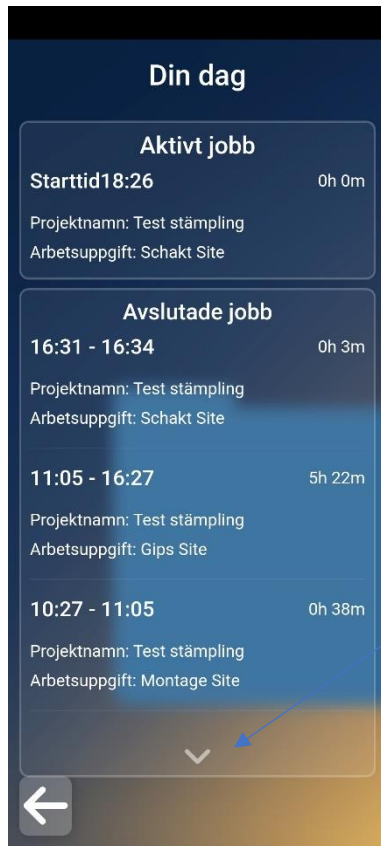 Din dag
Aktivt jobb
Starttid18:26 0h 0m
Projektnamn: Test stämpling
Arbetsuppgift: Schakt Site
Avslutade jobb
16:31 - 16:34 0h 3m
Projektnamn: Test stämpling
Arbetsuppgift: Schakt Site
11:05 - 16:27 5h 22m
Projektnamn: Test stämpling
Arbetsuppgift: Gips Site
10:27 - 11:05 0h 38m
Projektnamn: Test stämpling
Arbetsuppgift: Montage Site